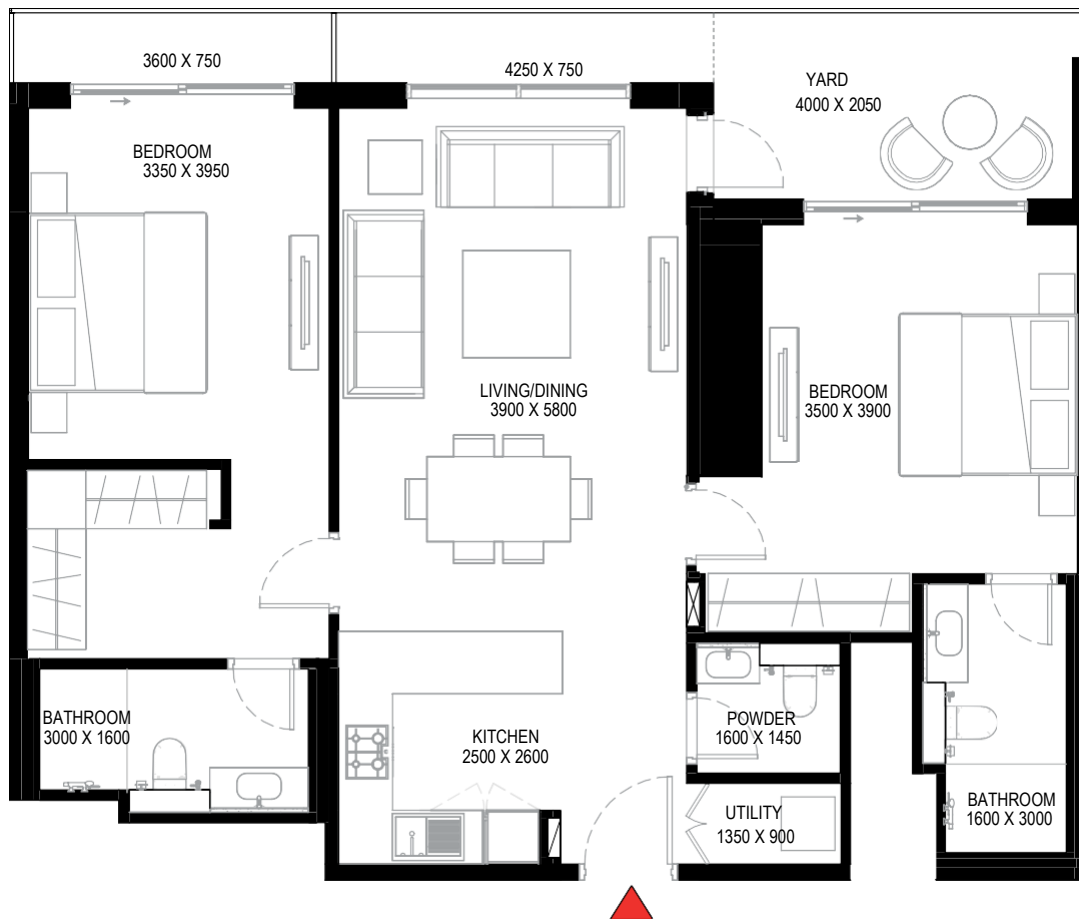 3600 X 750
4250 X 750
YARD
4000 X 2050
BEDROOM
3350 X 3950
LIVING/DINING
3900 X 5800
BEDROOM
3500 X 3900
BATHROOM
3000 X 1600
KITCHEN
2500 X 2600
POWDER
1600 X 1450
UTILITY
1350 X 900
BATHROOM
1600 X 3000